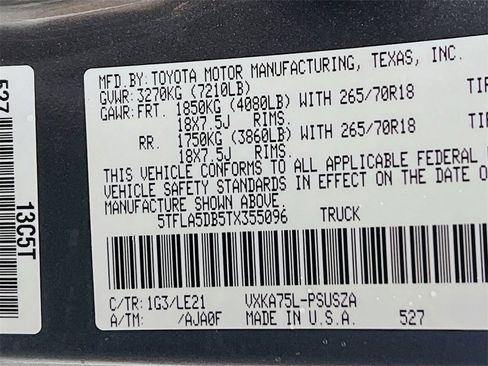 MFD.BY:TOYOTA MOTOR MANUFACTURING, TEXAS, INC.
GVWR: 3270KG (7210LB)
GAWR: FRT. 1850KG (4080LB) WITH 265/70R18
18X7.5J RIMS.
RR. 1750KG (3860LB) WITH 265/70R18
18X7.5J RIMS.
THIS VEHICLE CONFORMS TO ALL APPLICABLE FEDERAL
VEHICLE SAFETY STANDARDS IN EFFECT ON THE DATE O
MANUFACTURE SHOWN ABOVE.
5TFLA5DB5TX355096 TRUCK
C/TR: 1G3/LE21 VXKA75L-PSUSZA
A/TM: /AJA0F MADE IN U.S.A. 527
527
13C5T